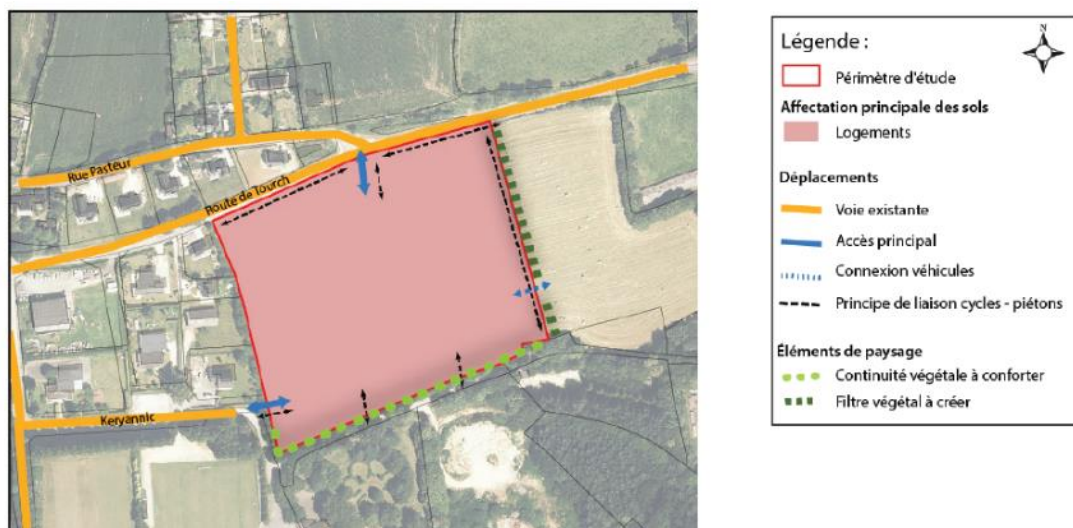 Rue Pasteur
Route de Tourch
Keryannic
Légende :
N
Périmètre d'étude
Affectation principale des sols
Logements
Déplacements
Voie existante
Accès principal
Connexion véhicules
Principe de liaison cycles - piétons
Éléments de paysage
Continuité végétale à conforter
Filtre végétal à créer